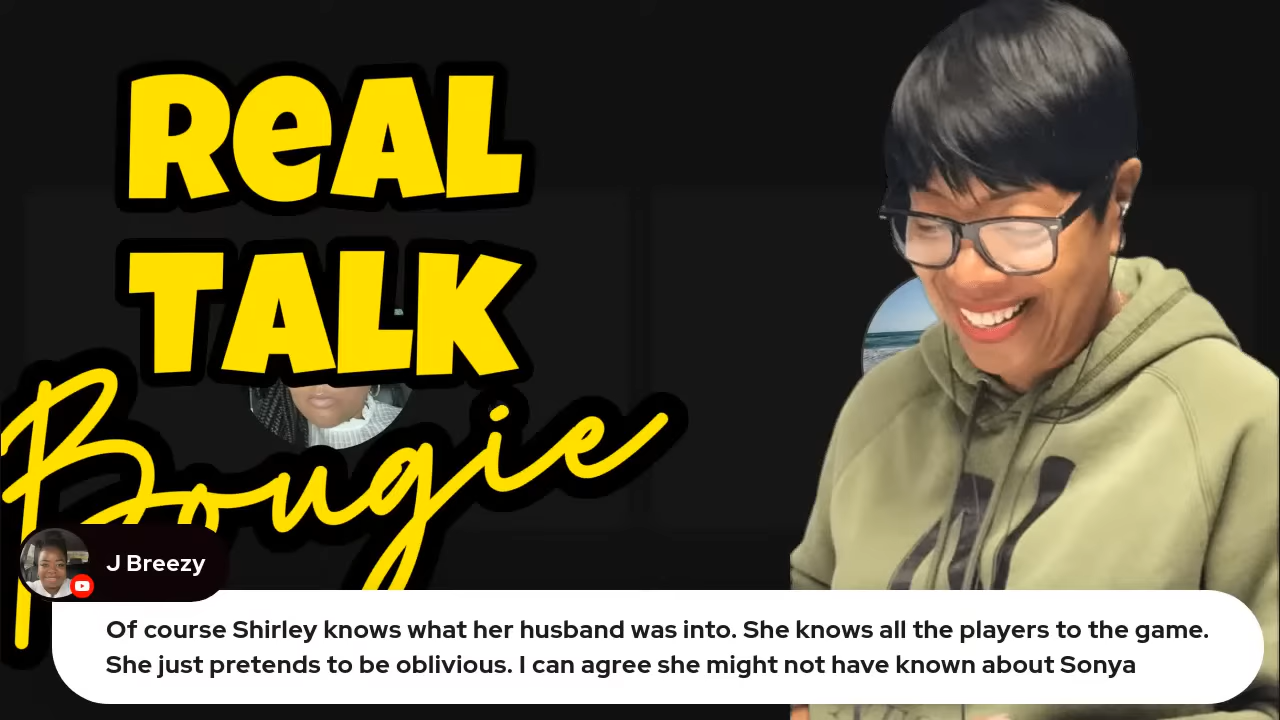 ReAL
TALK
Bougie
J Breezy
Of course Shirley knows what her husband was into. She knows all the players to the game.
She just pretends to be oblivious. I can agree she might not have known about Sonya